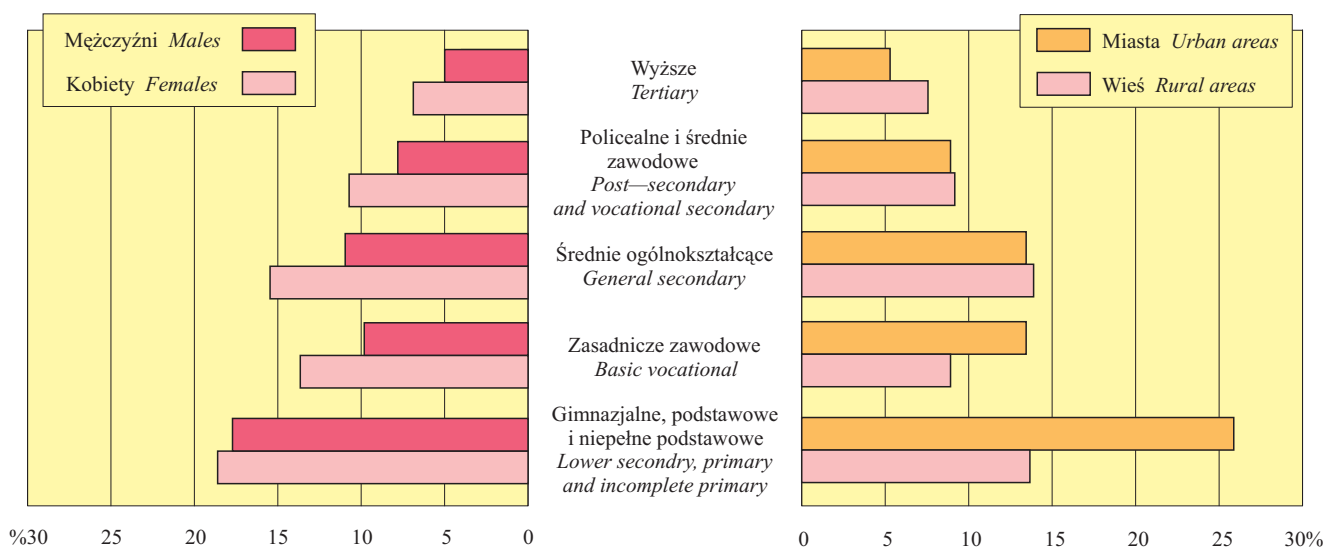 Mężczyźni Males
Kobiety Females
Miasta Urban areas
Wieś Rural areas
Wyższe
Tertiary
Policealne i średnie
zawodowe
Post—secondary
and vocational secondary
Średnie ogólnokształcące
General secondary
Zasadnicze zawodowe
Basic vocational
Gimnazjalne, podstawowe
i niepełne podstawowe
Lower secondry, primary
and incomplete primary
%30 25 20 15 10 5 0
0 5 10 15 20 25 30%